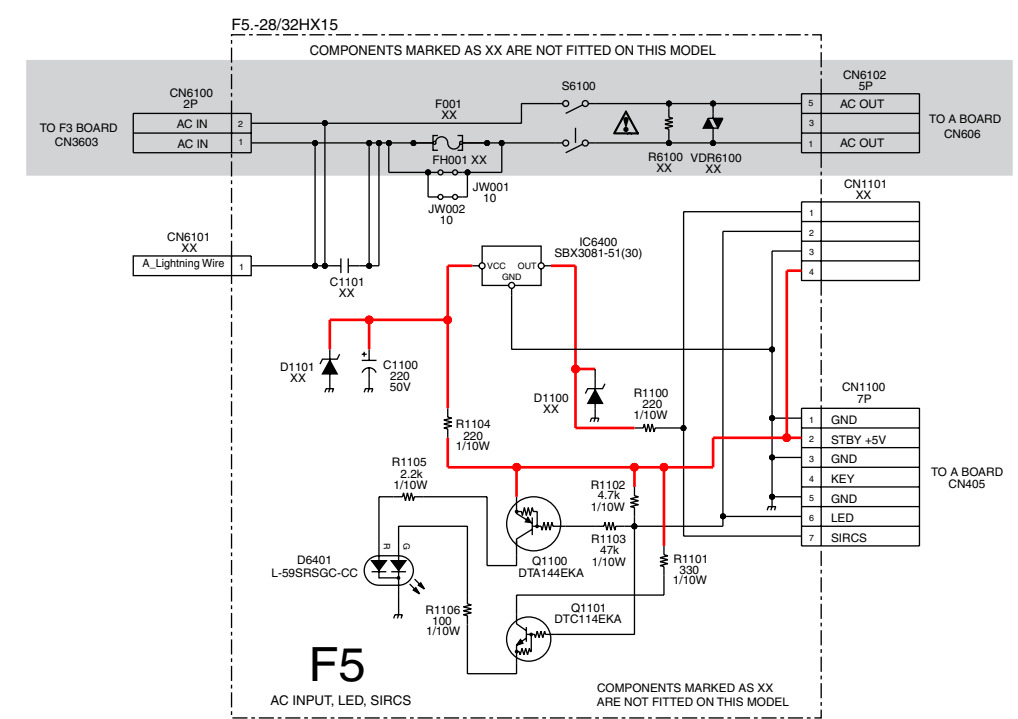 F5.-28/32HX15
COMPONENTS MARKED AS XX ARE NOT FITTED ON THIS MODEL
TO F3 BOARD
CN3603
CN6100
2P
AC IN
2
AC IN
1
F001
XX
FH001 XX
S6100
R6100
XX
VDR6100
XX
CN6102
5P
5
AC OUT
3
1
AC OUT
TO A BOARD
CN606
JW001
10
JW002
10
CN1101
XX
1
2
3
4
CN6101
XX
A_Lightning Wire
1
C1101
XX
IC6400
SBX3081-51(30)
VCC
OUT
GND
D1101
XX
+
C1100
220
50V
D1100
XX
R1100
220
1/10W
R1104
220
1/10W
CN1100
7P
1
GND
2
STBY +5V
3
GND
4
KEY
5
GND
6
LED
7
SIRCS
TO A BOARD
CN405
R1105
2.2k
1/10W
R1102
4.7k
1/10W
R1103
47k
1/10W
R1101
330
1/10W
Q1100
DTA144EKA
R
G
D6401
L-59SRSGC-CC
R1106
100
1/10W
Q1101
DTC114EKA
F5
AC INPUT, LED, SIRCS
COMPONENTS MARKED AS XX
ARE NOT FITTED ON THIS MODEL